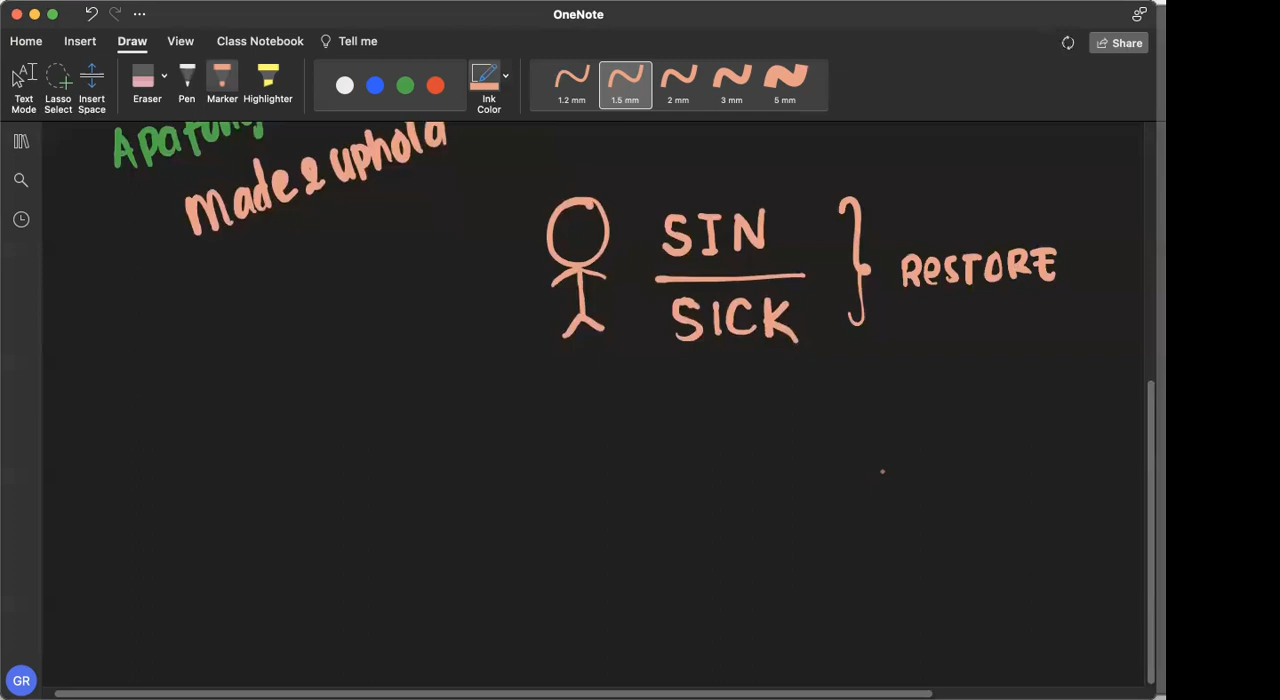 OneNote
Home Insert Draw View Class Notebook Tell me Share
Text Mode
Lasso Select
Insert Space
Eraser
Pen
Marker
Highlighter
Ink Color
1.2 mm
1.5 mm
2 mm
3 mm
5 mm
made & uphold
SIN
SICK
RESTORE
GR